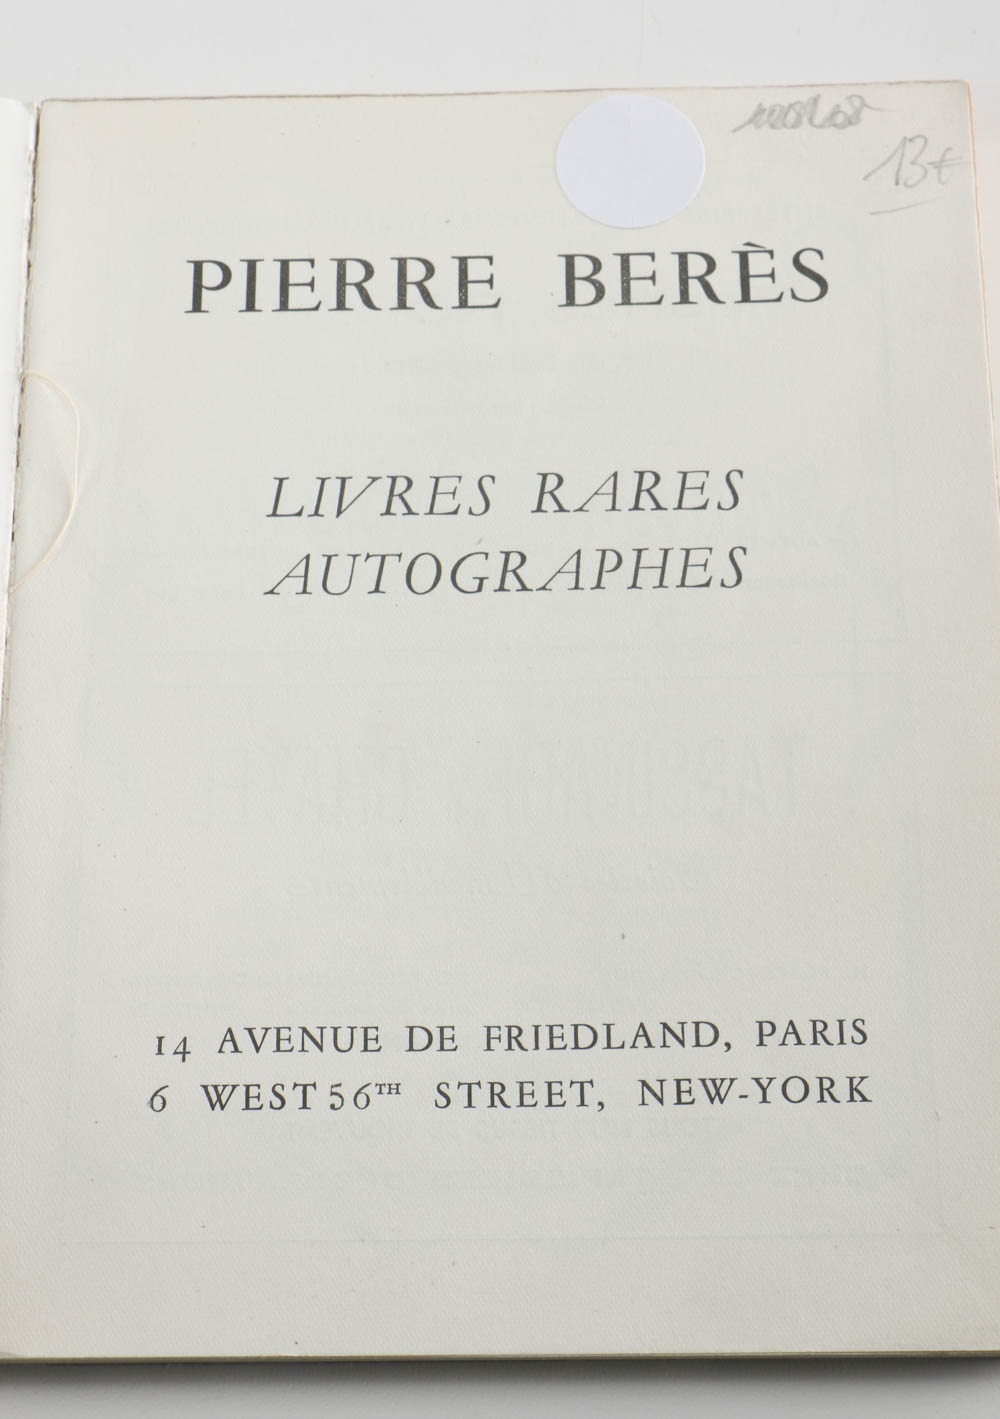 13€
PIERRE BERÈS
LIVRES RARES
AUTOGRAPHES
14 AVENUE DE FRIEDLAND, PARIS
6 WEST 56TH STREET, NEW-YORK